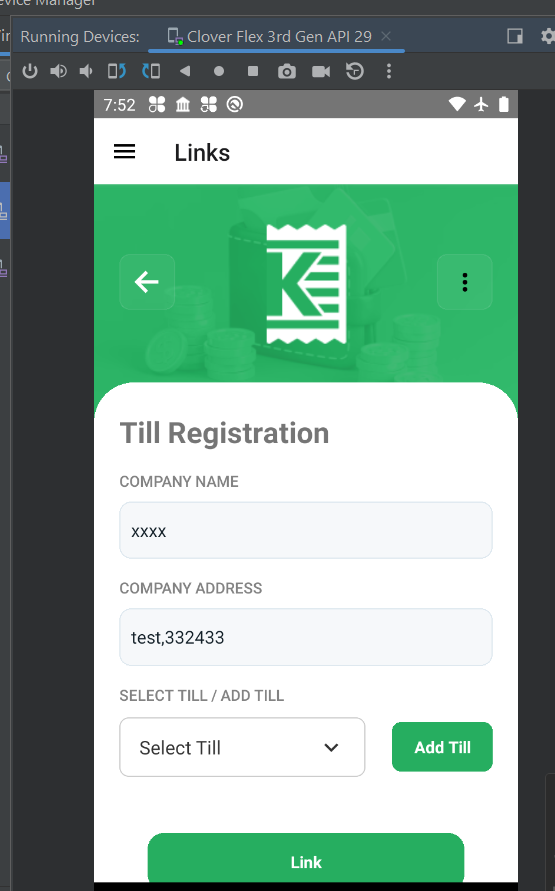 evice Manager
Running Devices: Clover Flex 3rd Gen API 29
7:52
Links
K
Till Registration
COMPANY NAME
xxxx
COMPANY ADDRESS
test,332433
SELECT TILL / ADD TILL
Select Till
Add Till
Link